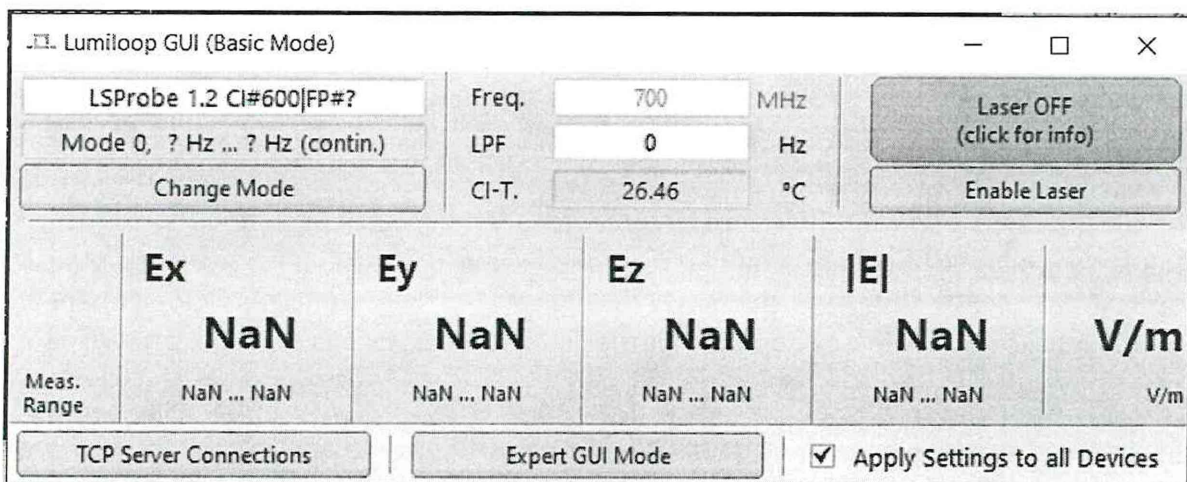 Lumiloop GUI (Basic Mode)
LSProbe 1.2 CI#600|FP#?
Mode 0, ? Hz ... ? Hz (contin.)
Change Mode
Freq. 700 MHz
LPF 0 Hz
CI-T. 26.46 °C
Laser OFF
(click for info)
Enable Laser
Ex Ey Ez |E|
NaN NaN NaN NaN V/m
Meas.
Range
NaN ... NaN NaN ... NaN NaN ... NaN NaN ... NaN V/m
TCP Server Connections Expert GUI Mode Apply Settings to all Devices